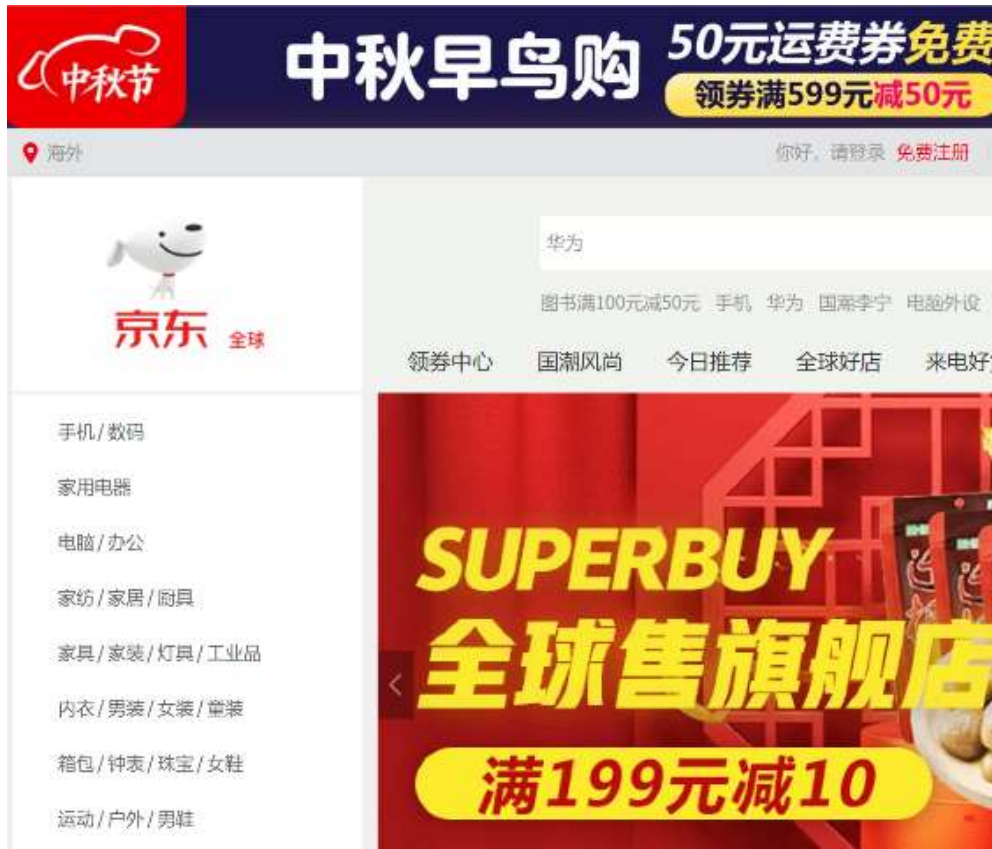 中秋节
中秋早鸟购
50元运费券免费
领券满599元减50元
海外
你好，请登录 免费注册
京东 全球
华为
图书满100元减50元 手机 华为 国潮李宁 电脑外设
领券中心 国潮风尚 今日推荐 全球好店 来电好
手机/数码
家用电器
电脑/办公
家纺/家居/厨具
家具/家装/灯具/工业品
内衣/男装/女装/童装
箱包/钟表/珠宝/女鞋
运动/户外/男鞋
SUPERBUY
全球售旗舰店
满199元减10